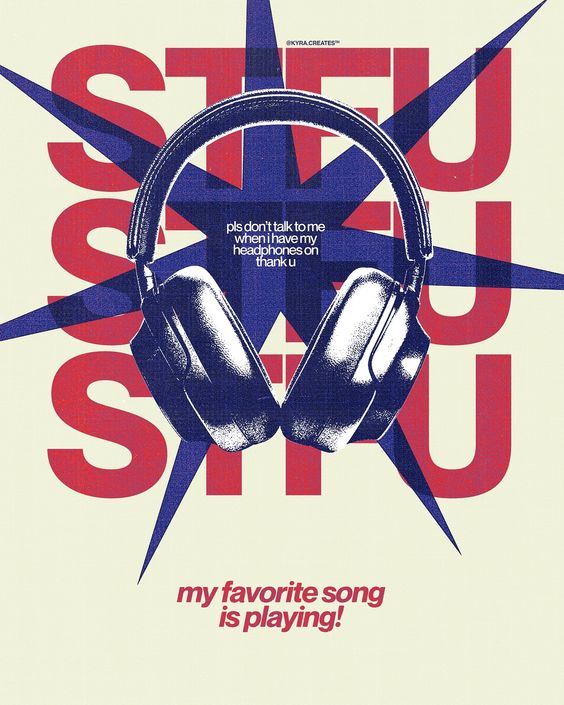 @KYRA.CREATES™
STFU
STFU
STFU
pls don't talk to me
when i have my
headphones on
thank u
my favorite song
is playing!